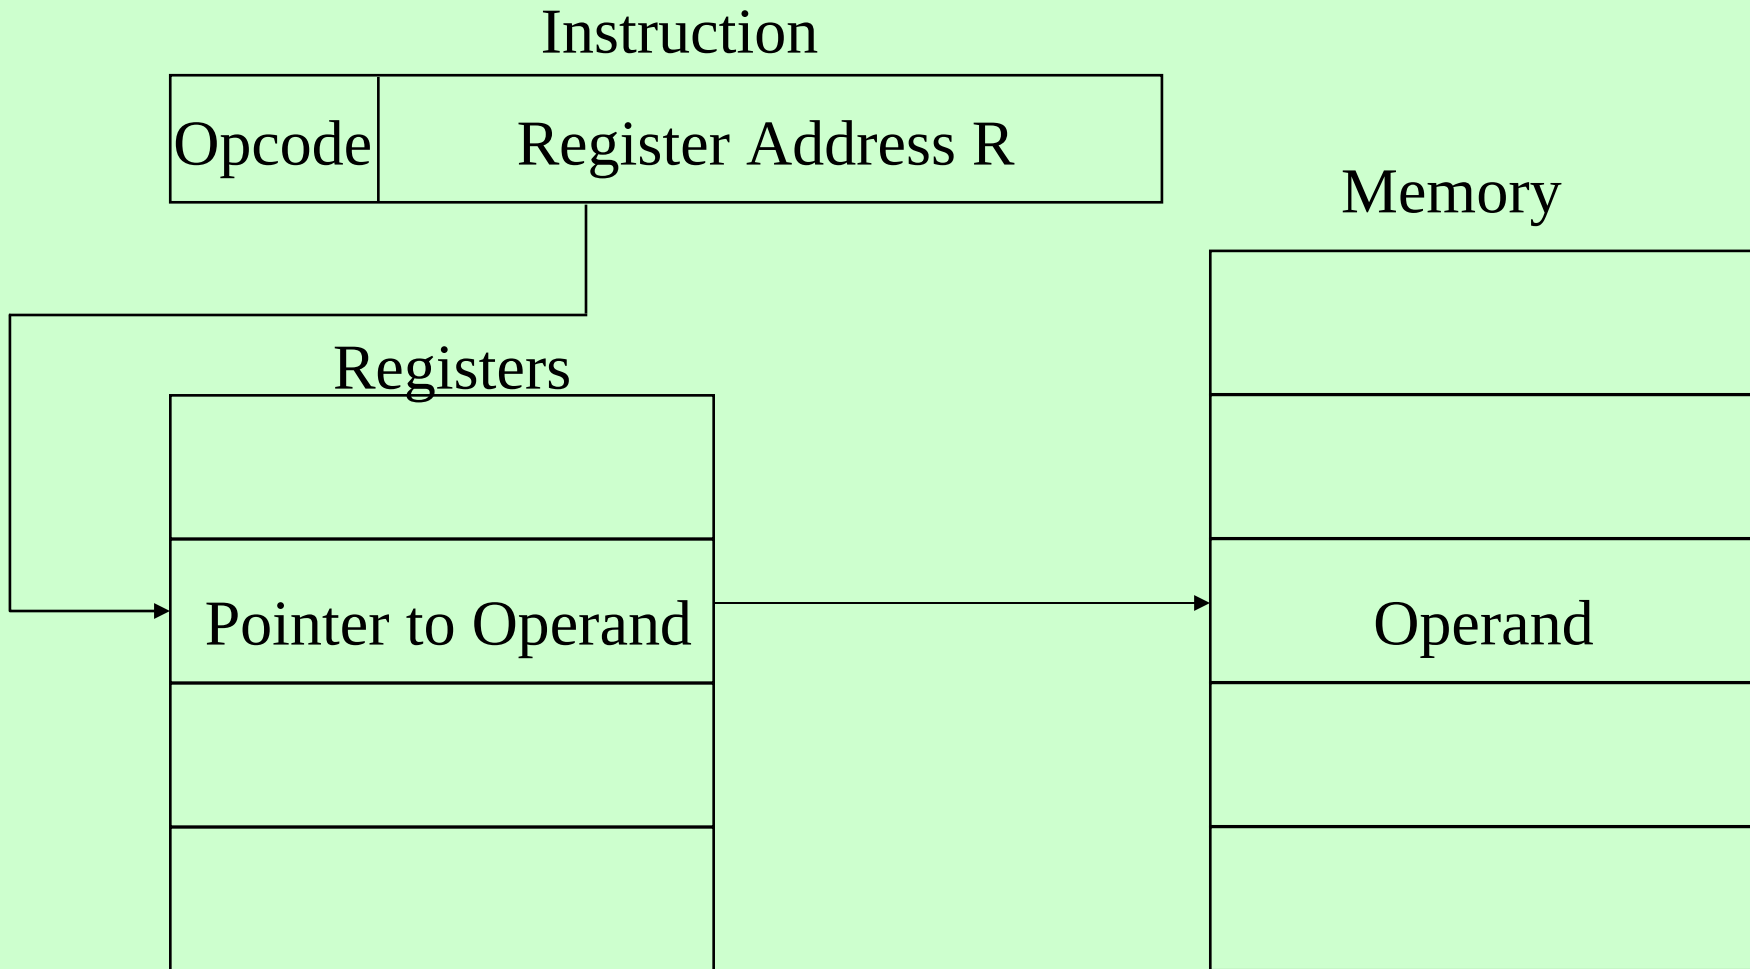 Instruction
Opcode
Register Address R
Memory
Registers
Pointer to Operand
Operand